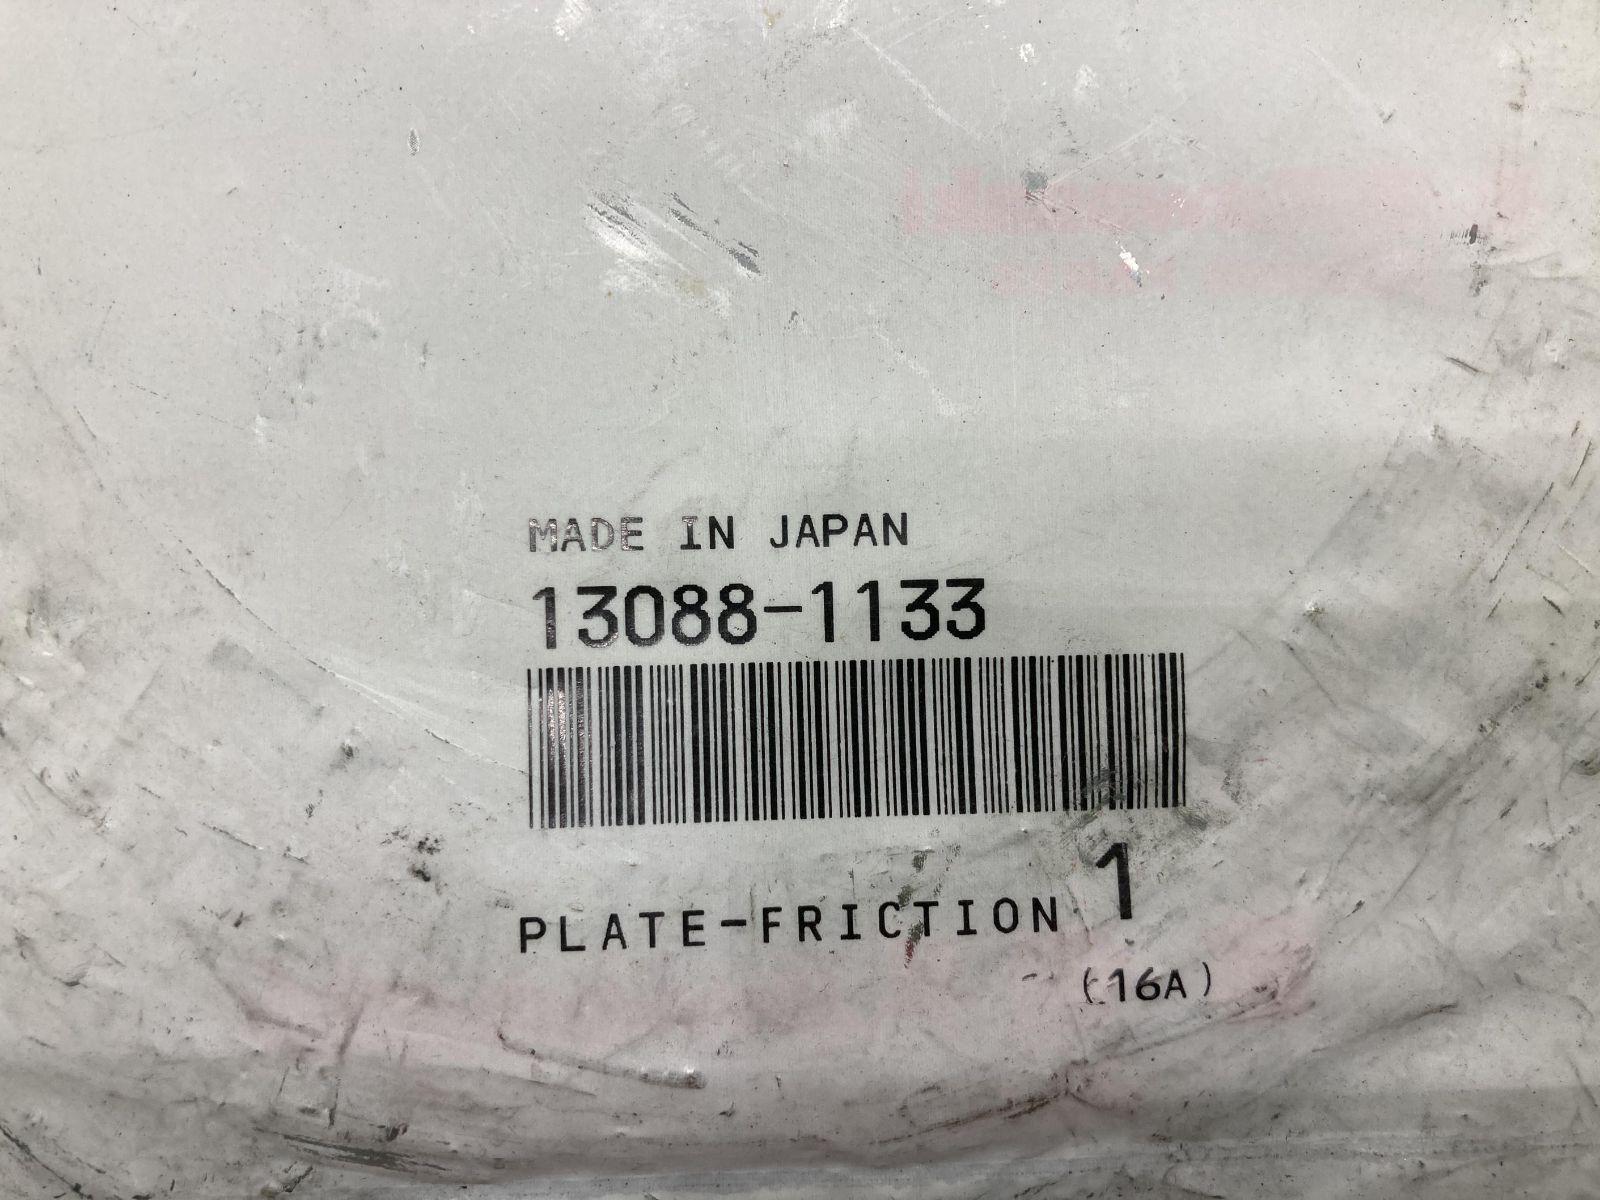 MADE IN JAPAN
13088-1133
PLATE-FRICTION 1
(16A)